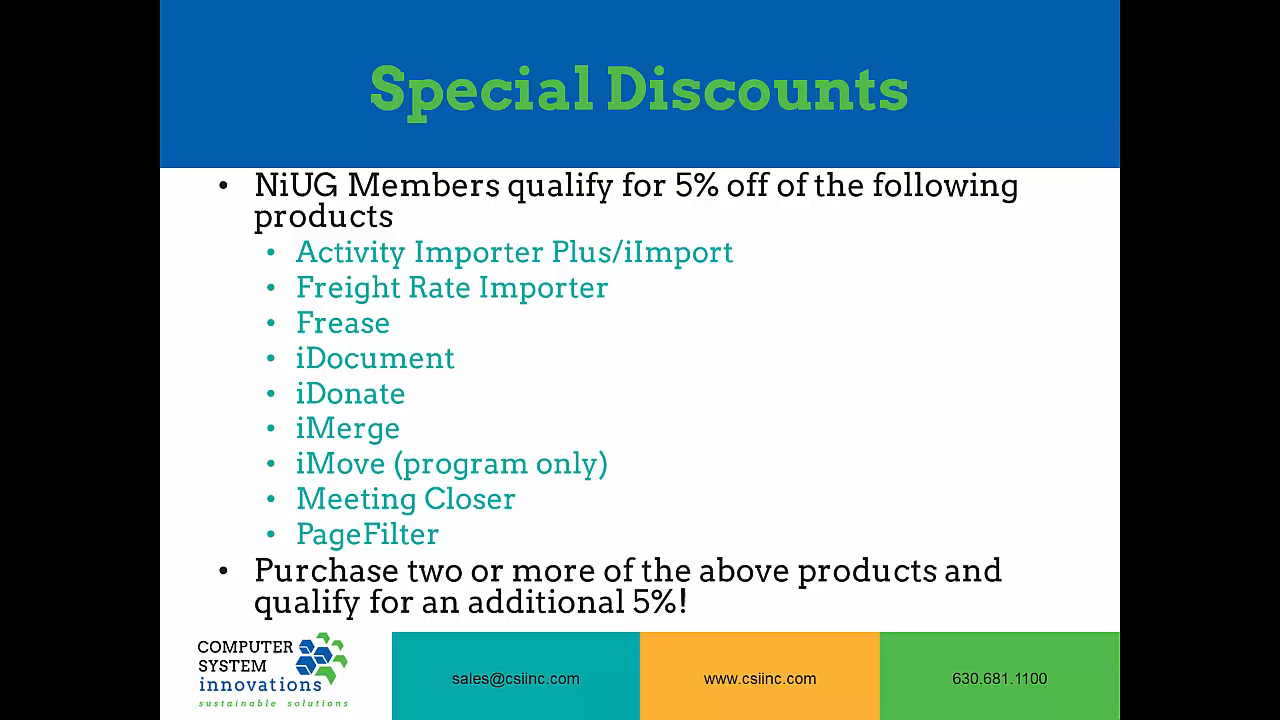 Special Discounts
• NiUG Members qualify for 5% off of the following
products
• Activity Importer Plus/iImport
• Freight Rate Importer
• Frease
• iDocument
• iDonate
• iMerge
• iMove (program only)
• Meeting Closer
• PageFilter
• Purchase two or more of the above products and
qualify for an additional 5%!
COMPUTER
SYSTEM
innovations
sustainable solutions
sales@csiinc.com
www.csiinc.com
630.681.1100